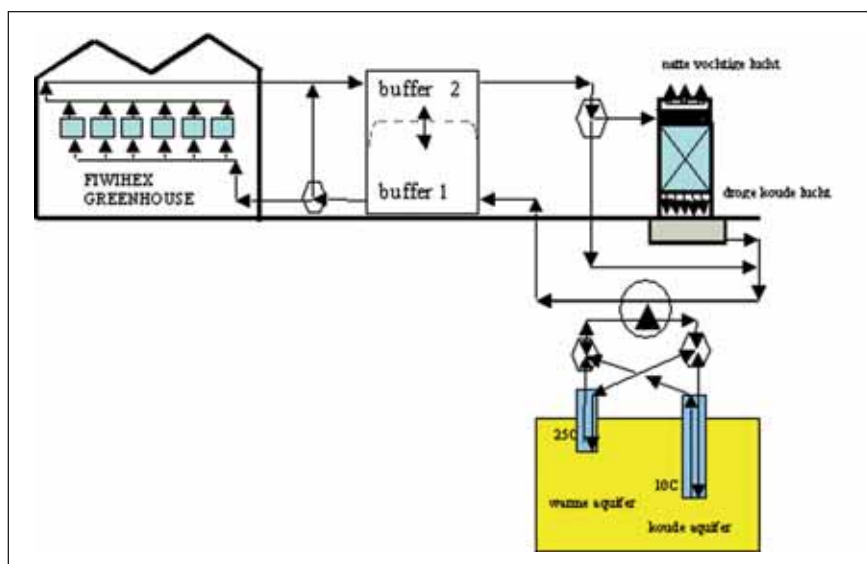 natte vochtige lucht
buffer 2
FIWIHEX
GREENHOUSE
buffer 1
droge koude lucht
25C
10C
warme aquifer
koude aquifer